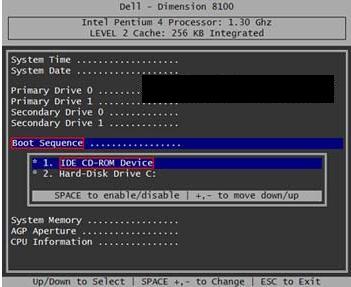 Dell - Dimension 8100
Intel Pentium 4 Processor: 1.30 Ghz
LEVEL 2 Cache: 256 KB Integrated
System Time ..................
System Date ..................
Primary Drive 0 ........
Primary Drive 1 ........
Secondary Drive 0 .............
Secondary Drive 1 .............
Boot Sequence .................
* 1. IDE CD-ROM Device
* 2. Hard-Disk Drive C:
SPACE to enable/disable | +,- to move down/up
System Memory ................
AGP Aperture .................
CPU Information ..............
Up/Down to Select | SPACE +,- to Change | ESC to Exit